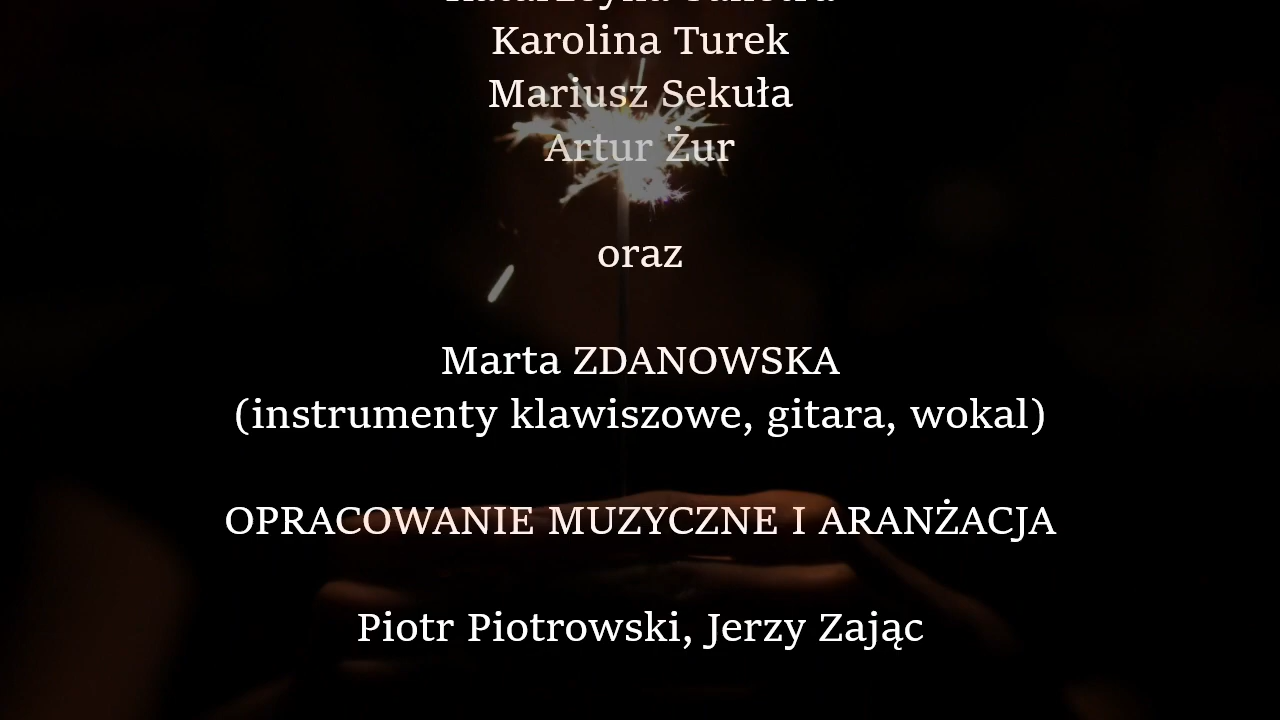 Karolina Turek
Mariusz Sekuła
Artur Żur
oraz
Marta ZDANOWSKA
(instrumenty klawiszowe, gitara, wokal)
OPRACOWANIE MUZYCZNE I ARANŻACJA
Piotr Piotrowski, Jerzy Zając